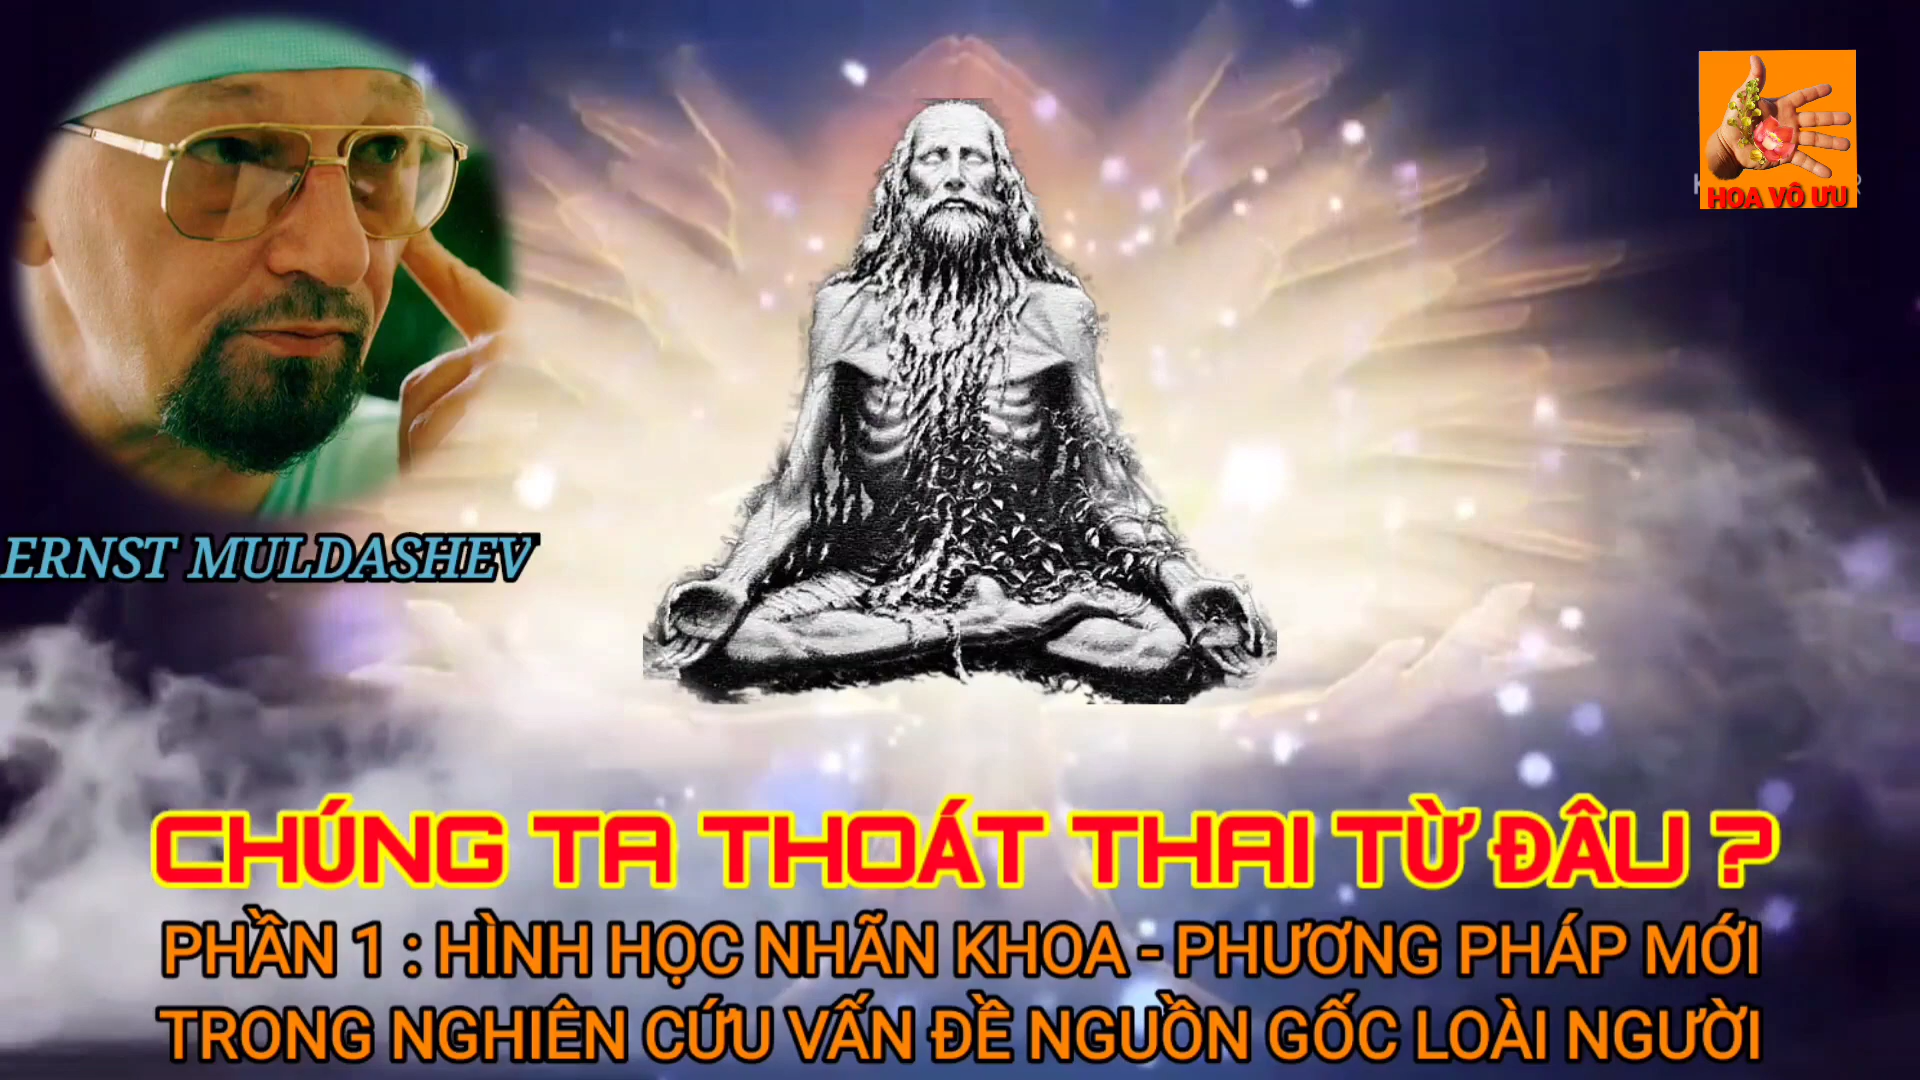 HOA VÔ ƯU
ERNST MULDASHEV
CHÚNG TA THOÁT THAI TỪ ĐÂU ?
PHẦN 1 : HÌNH HỌC NHÃN KHOA - PHƯƠNG PHÁP MỚI
TRONG NGHIÊN CỨU VẤN ĐỀ NGUỒN GỐC LOÀI NGƯỜI